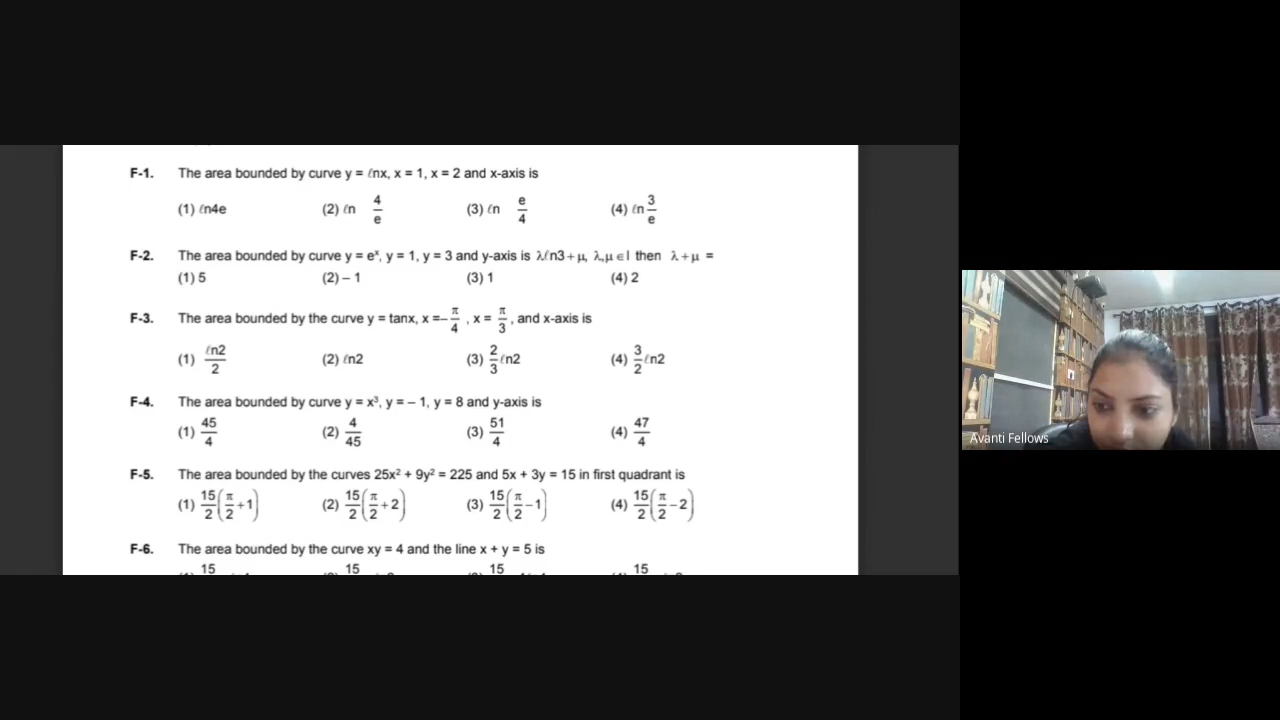 F-1. The area bounded by curve y = ℓnx, x = 1, x = 2 and x-axis is
(1) ℓn4e (2) ℓn 4/e (3) ℓn e/4 (4) ℓn 3/e
F-2. The area bounded by curve y = eˣ, y = 1, y = 3 and y-axis is λℓn3 + μ, λ,μ ∈ I then λ + μ =
(1) 5 (2) – 1 (3) 1 (4) 2
F-3. The area bounded by the curve y = tanx, x =– π/4 , x = π/3 , and x-axis is
(1) ℓn2/2 (2) ℓn2 (3) 2/3 ℓn2 (4) 3/2 ℓn2
F-4. The area bounded by curve y = x³, y = – 1, y = 8 and y-axis is
(1) 45/4 (2) 4/45 (3) 51/4 (4) 47/4
F-5. The area bounded by the curves 25x² + 9y² = 225 and 5x + 3y = 15 in first quadrant is
(1) 15/2 (π/2 + 1) (2) 15/2 (π/2 + 2) (3) 15/2 (π/2 – 1) (4) 15/2 (π/2 – 2)
F-6. The area bounded by the curve xy = 4 and the line x + y = 5 is
15 15 15 15
Avanti Fellows